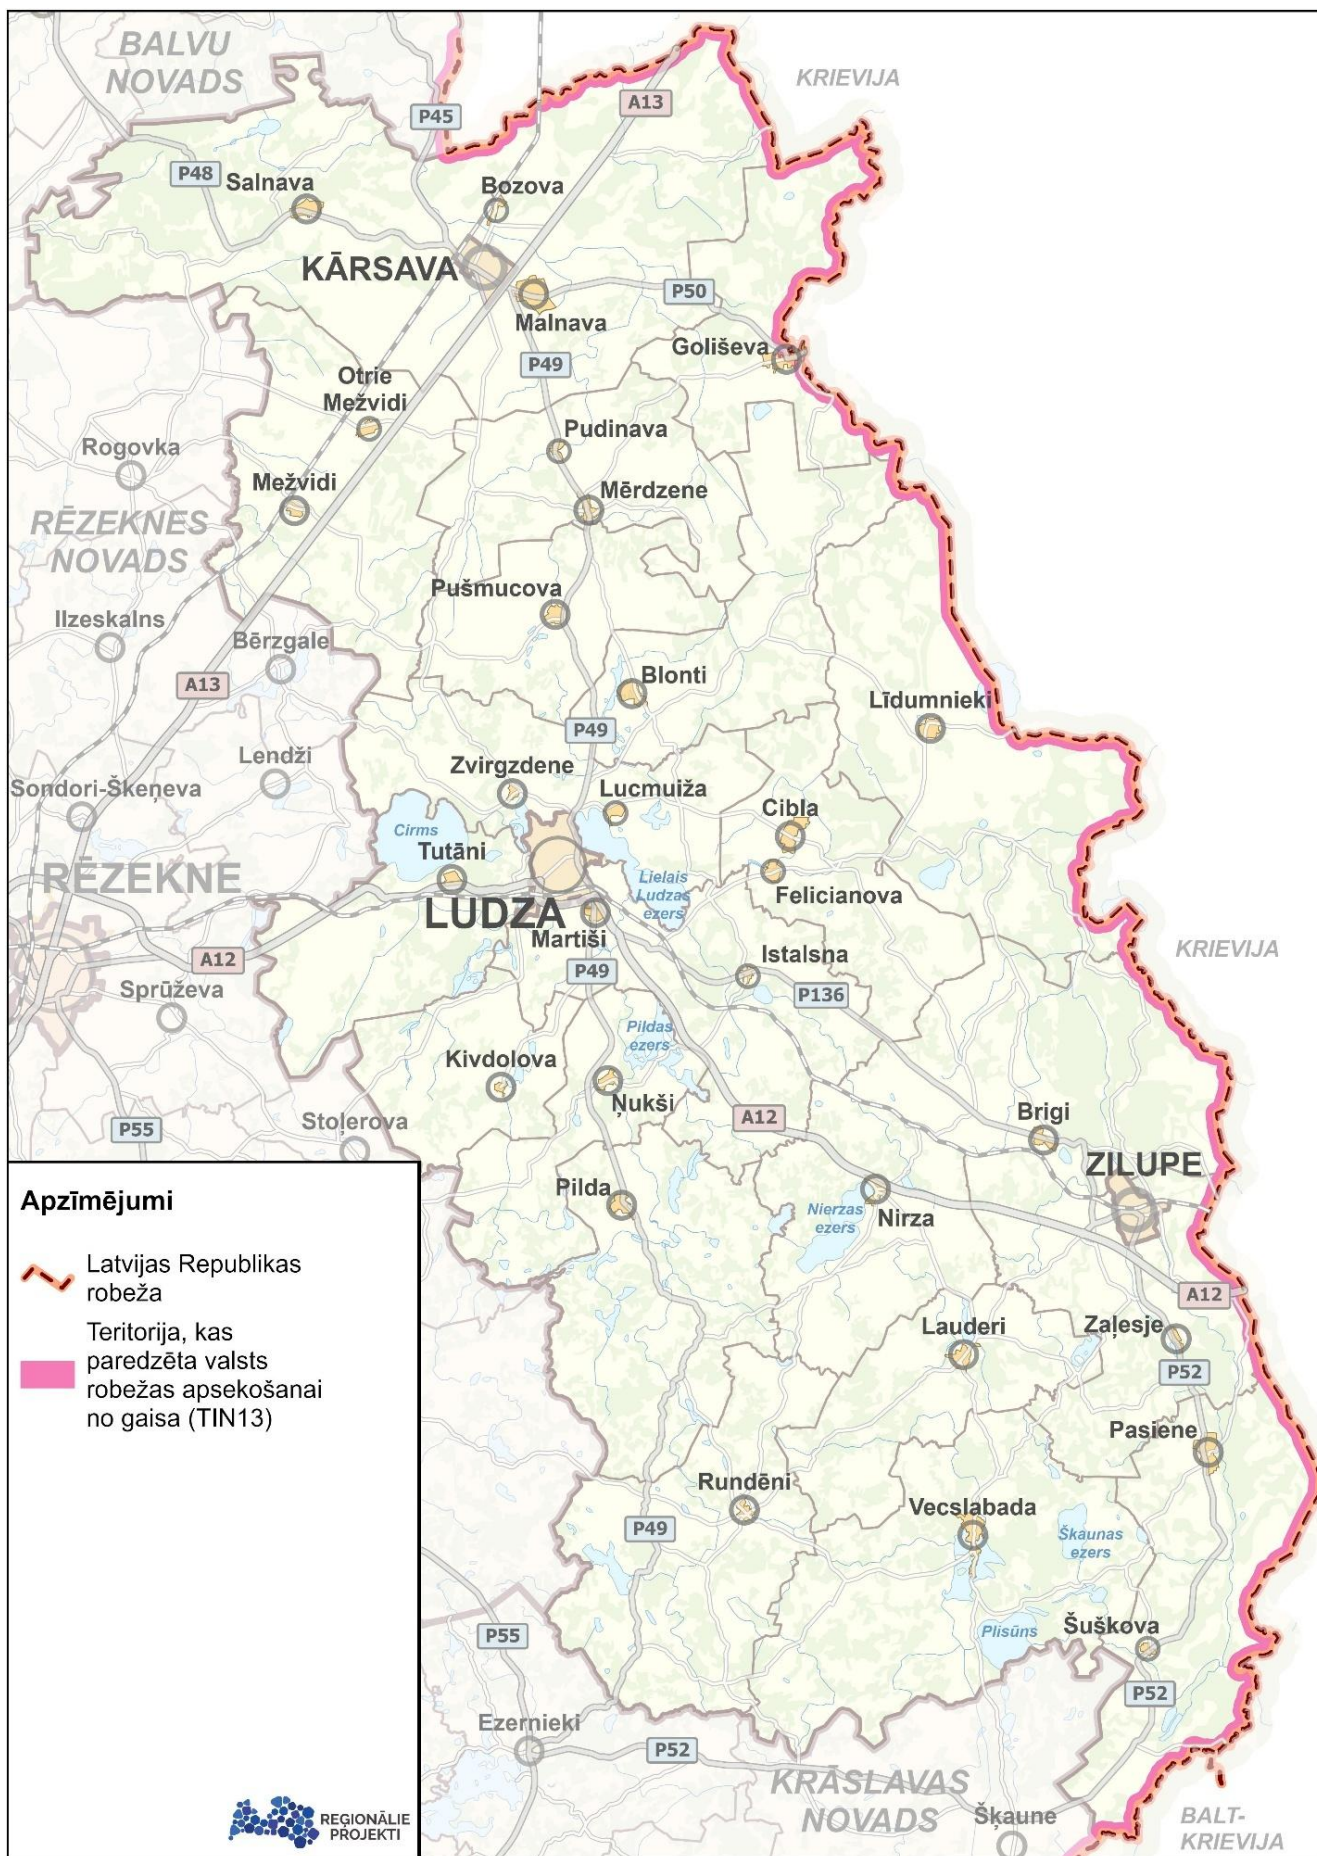 BALVU
NOVADS
KRIEVIJA
A13
P45
P48
Salnava
Bozova
KĀRSAVA
P50
Malnava
Goliševa
P49
Otrie
Mežvidi
Pudinava
Rogovka
Mežvidi
Mērdzene
RĒZEKNES
NOVADS
Pušmucova
Ilzeskalns
Bērzgale
A13
Blonti
Līdumnieki
P49
Lendži
Zvirgzdene
Sondori-Šķeņeva
Lucmuiža
Cibla
Cirms
Tutāni
RĒZEKNE
Lielais
Ludzas
ezers
Felicianova
LUDZA
Martiši
A12
P49
Istalsna
KRIEVIJA
Sprūževa
P136
Pildas
ezers
Kivdolova
Ņukši
Stoļerova
P55
A12
Brigi
ZILUPE
Pilda
Nierzas
ezers
Nirza
Apzīmējumi
Latvijas Republikas
robeža
Teritorija, kas
paredzēta valsts
robežas apsekošanai
no gaisa (TIN13)
A12
Lauderi
Zaļesje
P52
Pasiene
Rundēni
Vecslabada
P49
Škaunas
ezers
P55
Plisūns
Šuškova
P52
Ezernieki
P52
KRĀSLAVAS
NOVADS
Šķaune
BALT-
KRIEVIJA
REĢIONĀLIE
PROJEKTI